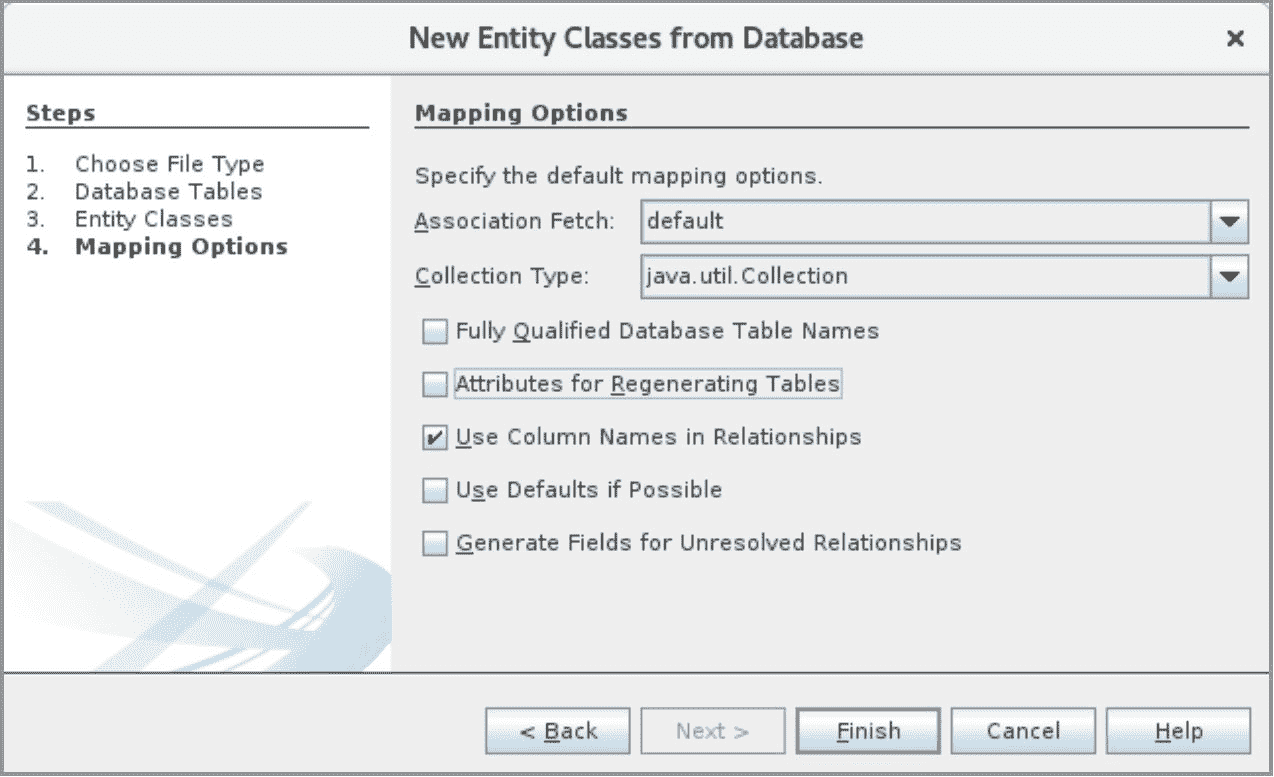 New Entity Classes from Database
Steps
1. Choose File Type
2. Database Tables
3. Entity Classes
4. Mapping Options
Mapping Options
Specify the default mapping options.
Association Fetch: default
Collection Type: java.util.Collection
Fully Qualified Database Table Names
Attributes for Regenerating Tables
Use Column Names in Relationships
Use Defaults if Possible
Generate Fields for Unresolved Relationships
< Back Next > Finish Cancel Help